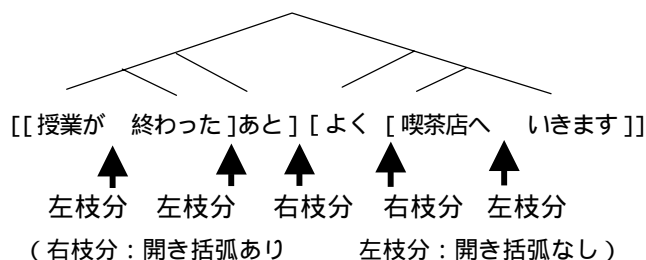 [[授業が 終わった]あと][よく [喫茶店へ いきます]]
左枝分 左枝分 右枝分 右枝分 左枝分
(右枝分:開き括弧あり 左枝分:開き括弧なし)